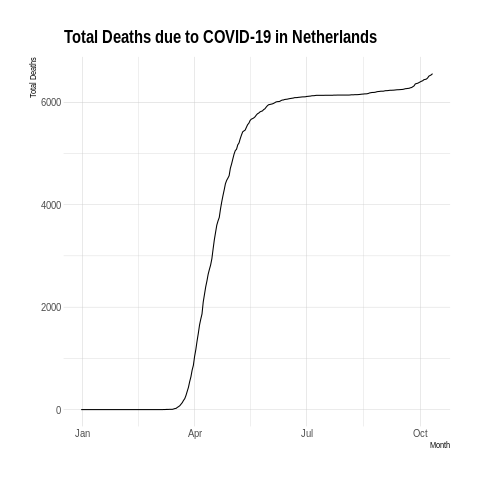 Total Deaths due to COVID-19 in Netherlands
Total Deaths
6000
4000
2000
0
Jan Apr Jul Oct
Month